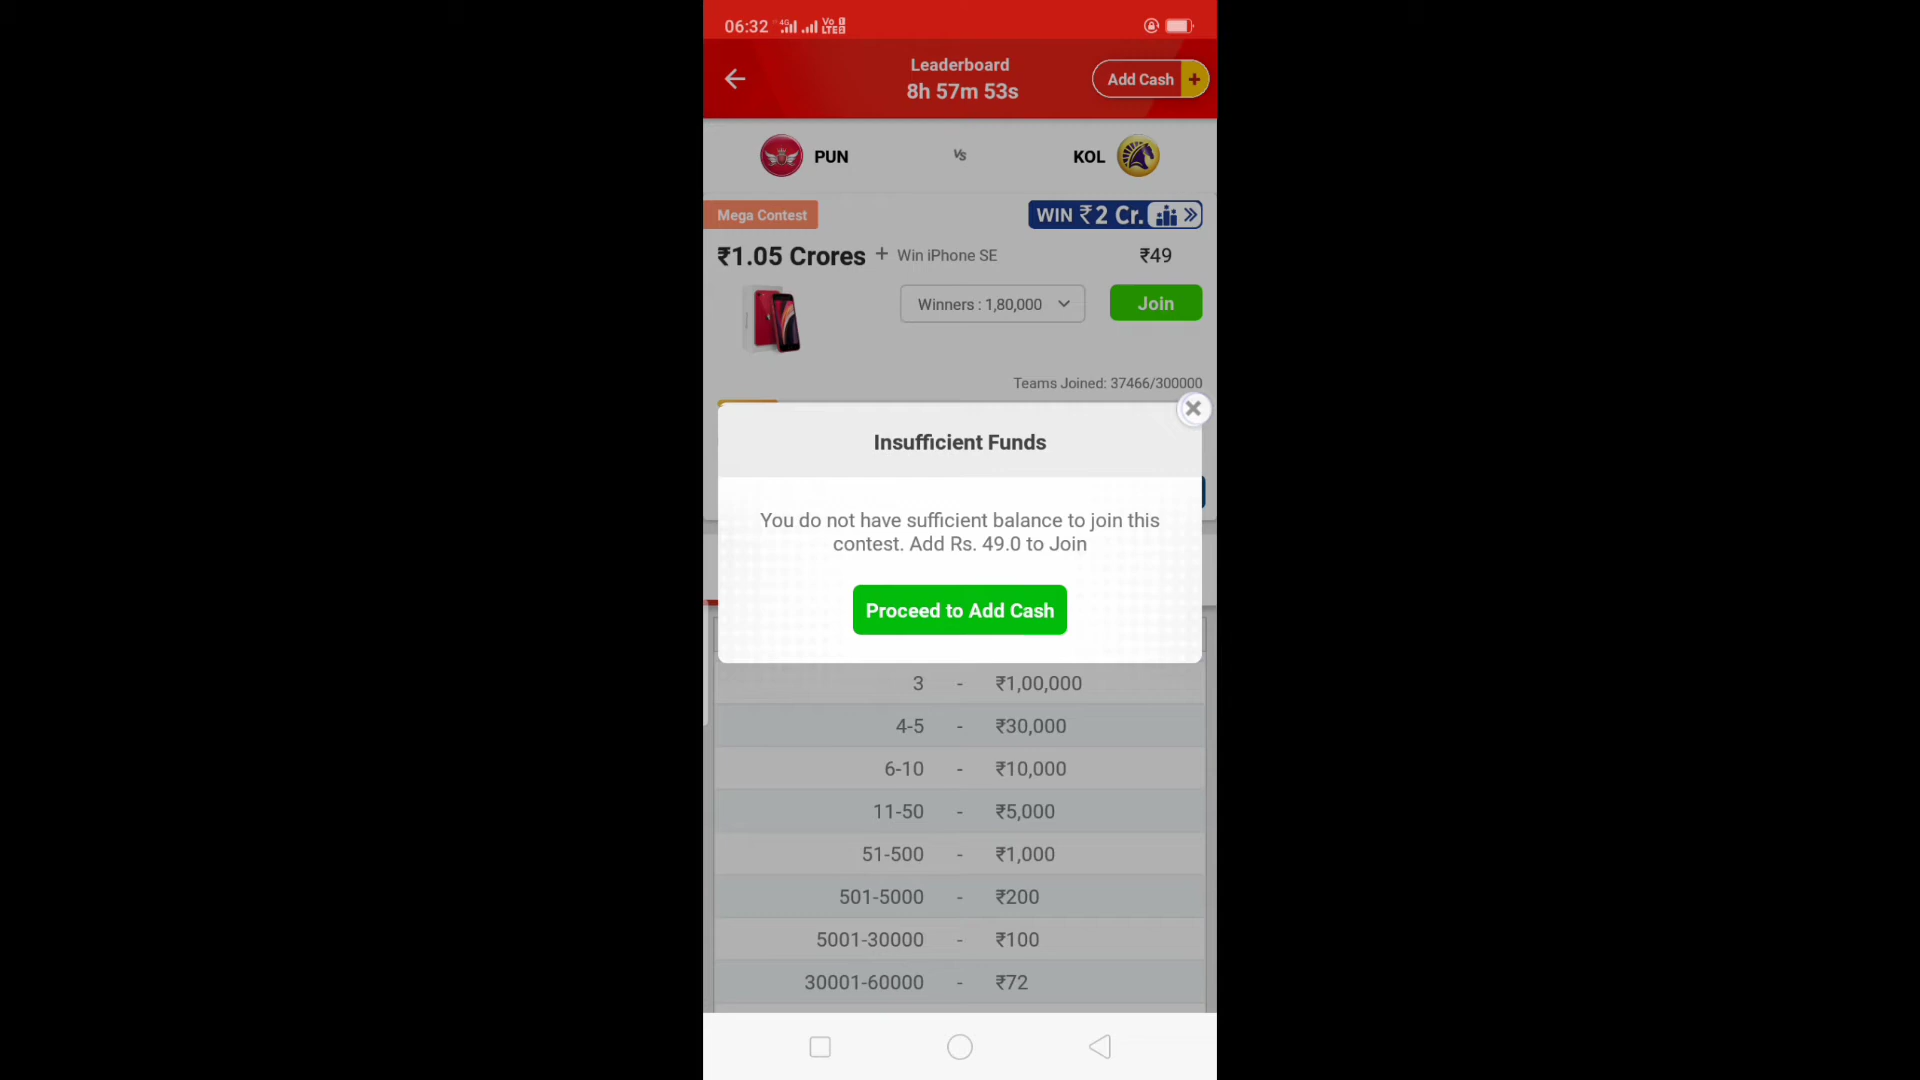 06:32 4G Vo LTE
Leaderboard
8h 57m 53s
Add Cash +
PUN
Vs
KOL
Mega Contest
WIN ₹2 Cr.
₹1.05 Crores + Win iPhone SE
₹49
Winners : 1,80,000
Join
Teams Joined: 37466/300000
Insufficient Funds
You do not have sufficient balance to join this
contest. Add Rs. 49.0 to Join
Proceed to Add Cash
3 - ₹1,00,000
4-5 - ₹30,000
6-10 - ₹10,000
11-50 - ₹5,000
51-500 - ₹1,000
501-5000 - ₹200
5001-30000 - ₹100
30001-60000 - ₹72